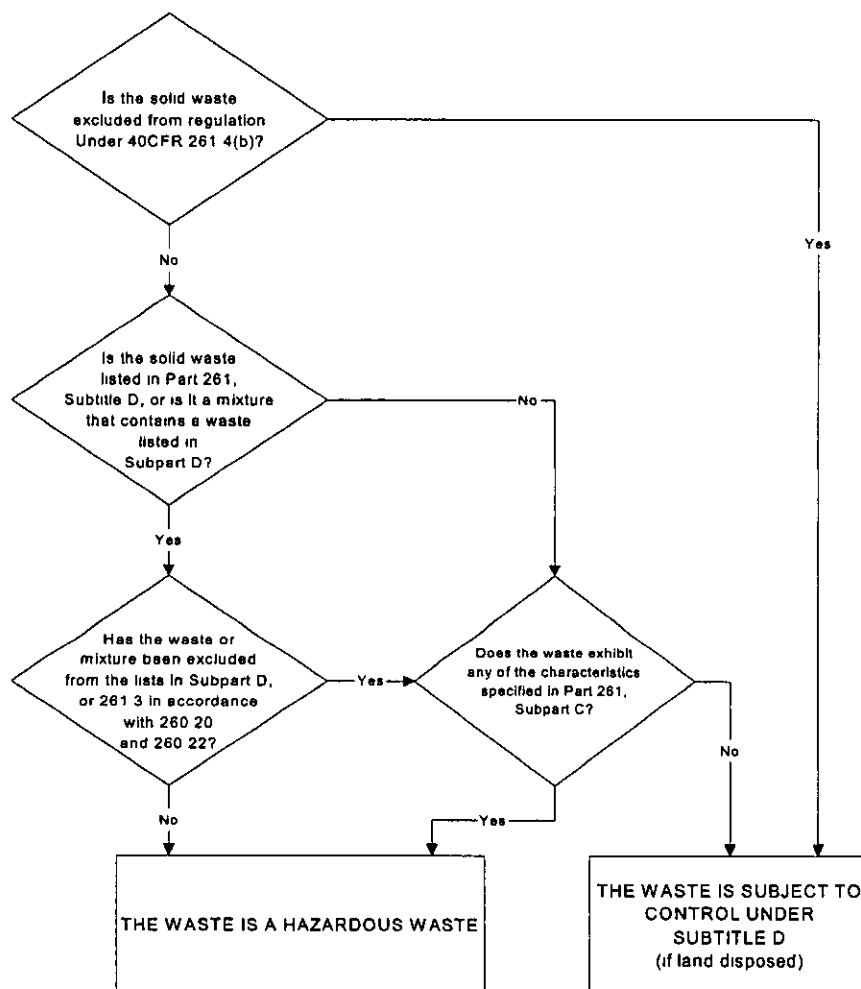 Is the solid waste
excluded from regulation
Under 40CFR 261 4(b)?
Yes
No
Is the solid waste
listed in Part 261,
Subtitle D, or is it a mixture
that contains a waste
listed in
Subpart D?
No
Yes
Has the waste or
mixture been excluded
from the lists in Subpart D,
or 261 3 in accordance
with 260 20
and 260 22?
Yes
Does the waste exhibit
any of the characteristics
specified in Part 261,
Subpart C?
No
No
Yes
THE WASTE IS A HAZARDOUS WASTE
THE WASTE IS SUBJECT TO
CONTROL UNDER
SUBTITLE D
(if land disposed)